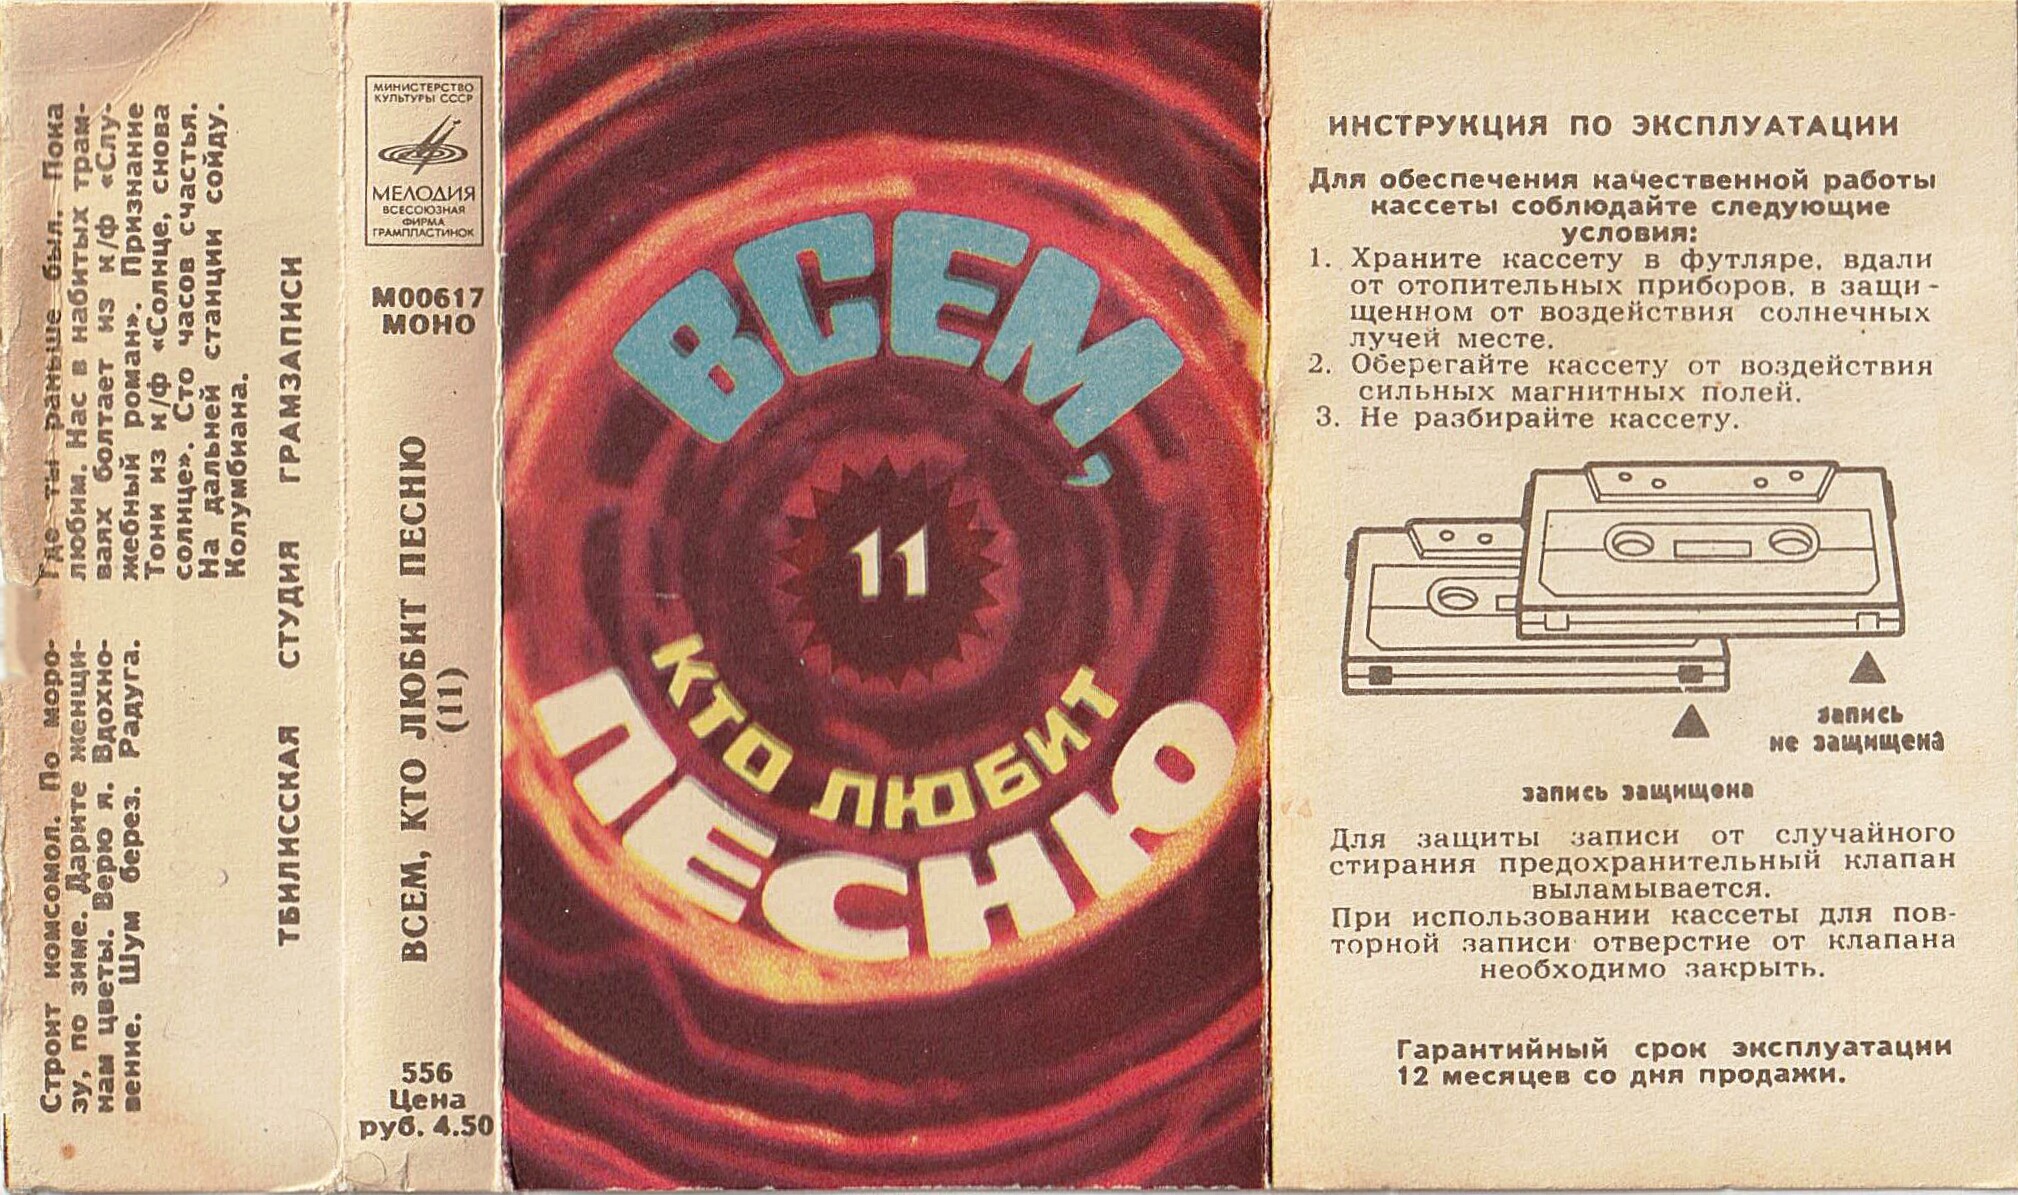 Строит комсомол. По моро-
зу, по зиме. Дарите женщи-
нам цветы. Верю я. Вдохно-
вение. Шум берез. Радуга.
Где ты раньше был. Пока
любим. Нас в набитых трам-
ваях болтает из к/ф «Слу-
жебный роман». Признание
Тони из к/ф «Солнце, снова
солнце». Сто часов счастья.
На дальней станции сойду.
Колумбиана.
ТБИЛИССКАЯ СТУДИЯ ГРАМЗАПИСИ
МИНИСТЕРСТВО
КУЛЬТУРЫ СССР
МЕЛОДИЯ
ВСЕСОЮЗНАЯ
ФИРМА
ГРАМПЛАСТИНОК
М00617
МОНО
ВСЕМ, КТО ЛЮБИТ ПЕСНЮ
(11)
556
Цена
руб. 4.50
ВСЕМ,
11
КТО ЛЮБИТ
ПЕСНЮ
ИНСТРУКЦИЯ ПО ЭКСПЛУАТАЦИИ
Для обеспечения качественной работы
кассеты соблюдайте следующие
условия:
1. Храните кассету в футляре, вдали
от отопительных приборов, в защи-
щенном от воздействия солнечных
лучей месте.
2. Оберегайте кассету от воздействия
сильных магнитных полей.
3. Не разбирайте кассету.
запись
не защищена
запись защищена
Для защиты записи от случайного
стирания предохранительный клапан
выламывается.
При использовании кассеты для пов-
торной записи отверстие от клапана
необходимо закрыть.
Гарантийный срок эксплуатации
12 месяцев со дня продажи.